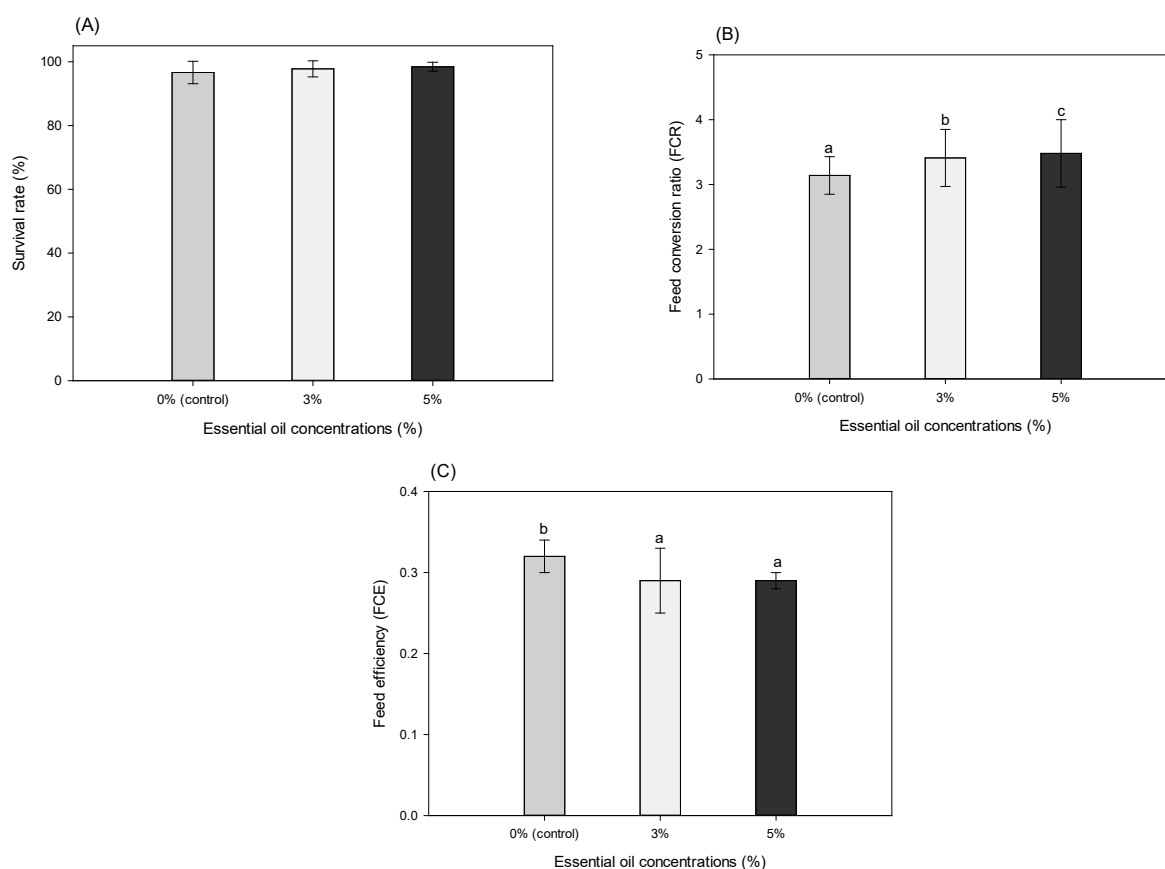 (A)
Survival rate (%)
100
80
60
40
20
0
0% (control) 3% 5%
Essential oil concentrations (%)
(B)
Feed conversion ratio (FCR)
5
4
3
2
1
0
a b c
0% (control) 3% 5%
Essential oil concentrations (%)
(C)
Feed efficiency (FCE)
0.4
0.3
0.2
0.1
0.0
b a a
0% (control) 3% 5%
Essential oil concentrations (%)